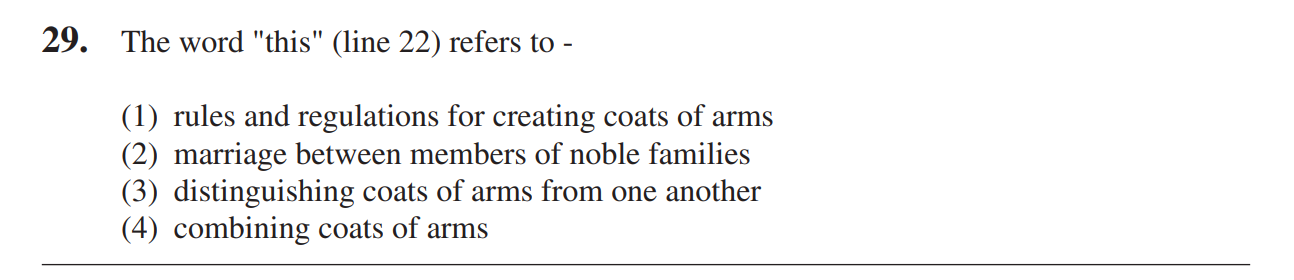 29. The word "this" (line 22) refers to -
(1) rules and regulations for creating coats of arms
(2) marriage between members of noble families
(3) distinguishing coats of arms from one another
(4) combining coats of arms